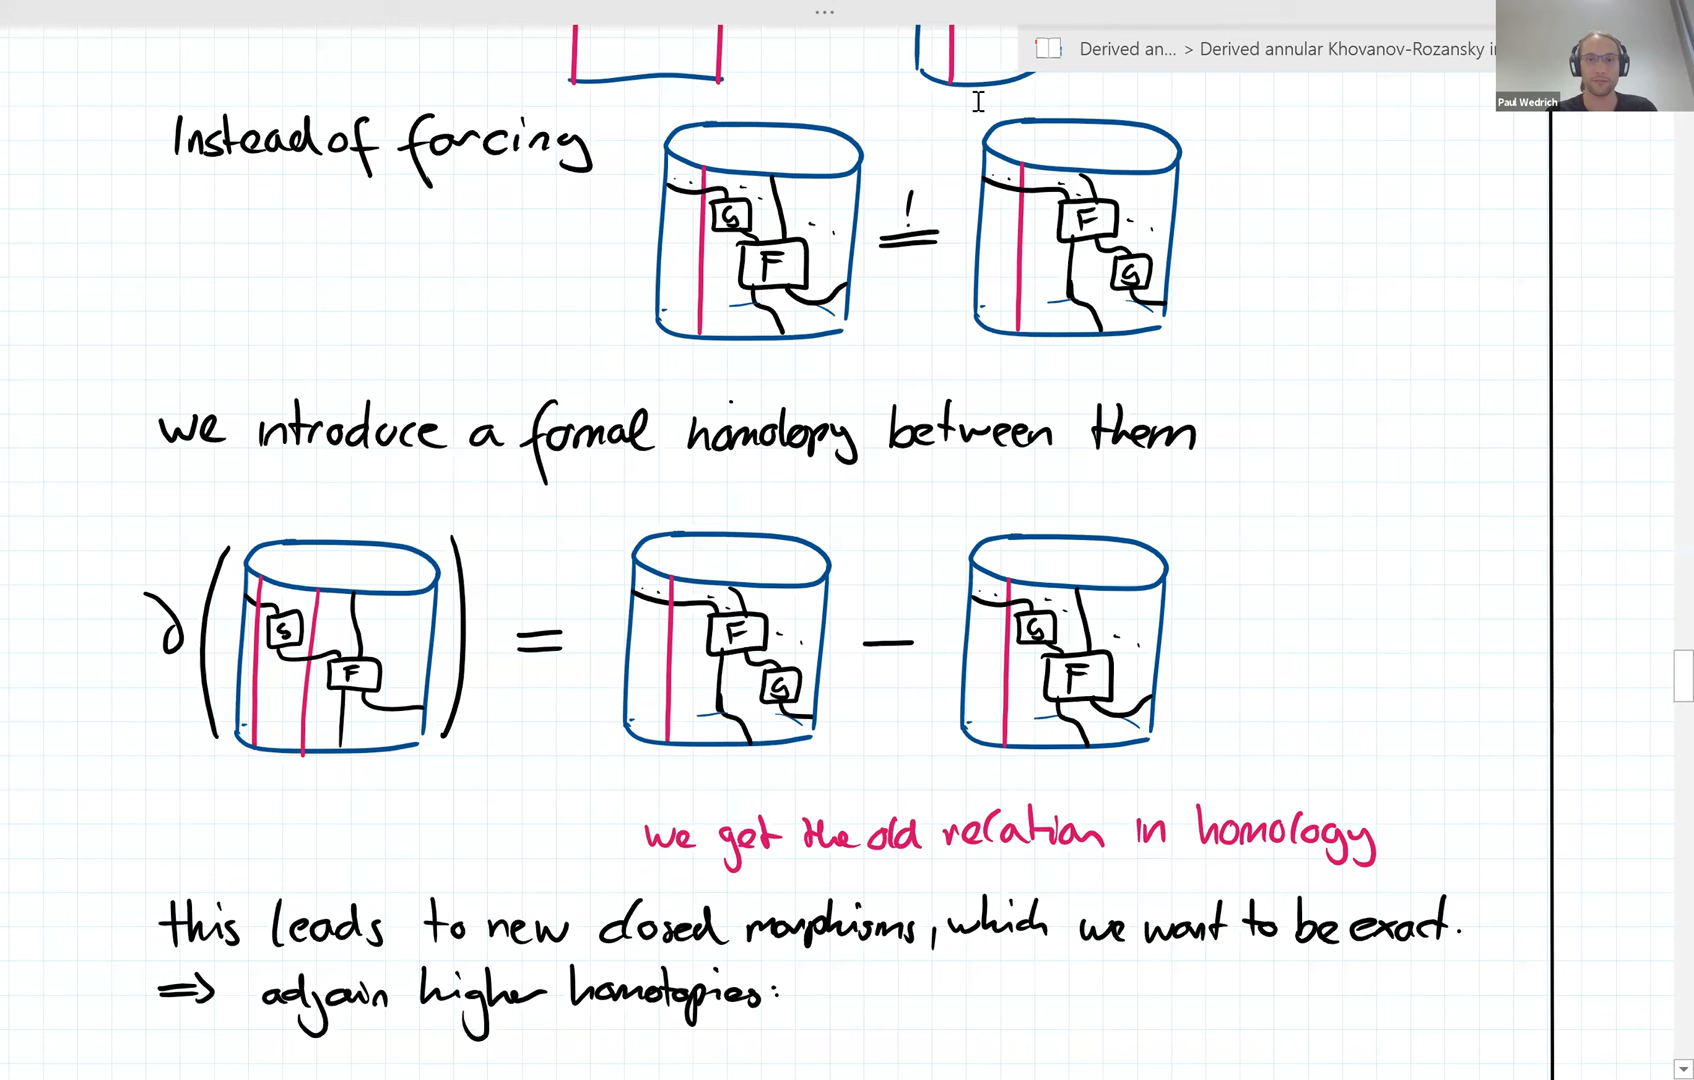 Derived an... > Derived annular Khovanov-Rozansky in
Paul Wedrich
Instead of forcing
G F = ! F G
we introduce a formal homotopy between them
∂ ( G F ) = F G − G F
we get the old relation in homology
this leads to new closed morphisms, which we want to be exact.
⇒ adjoin higher homotopies: